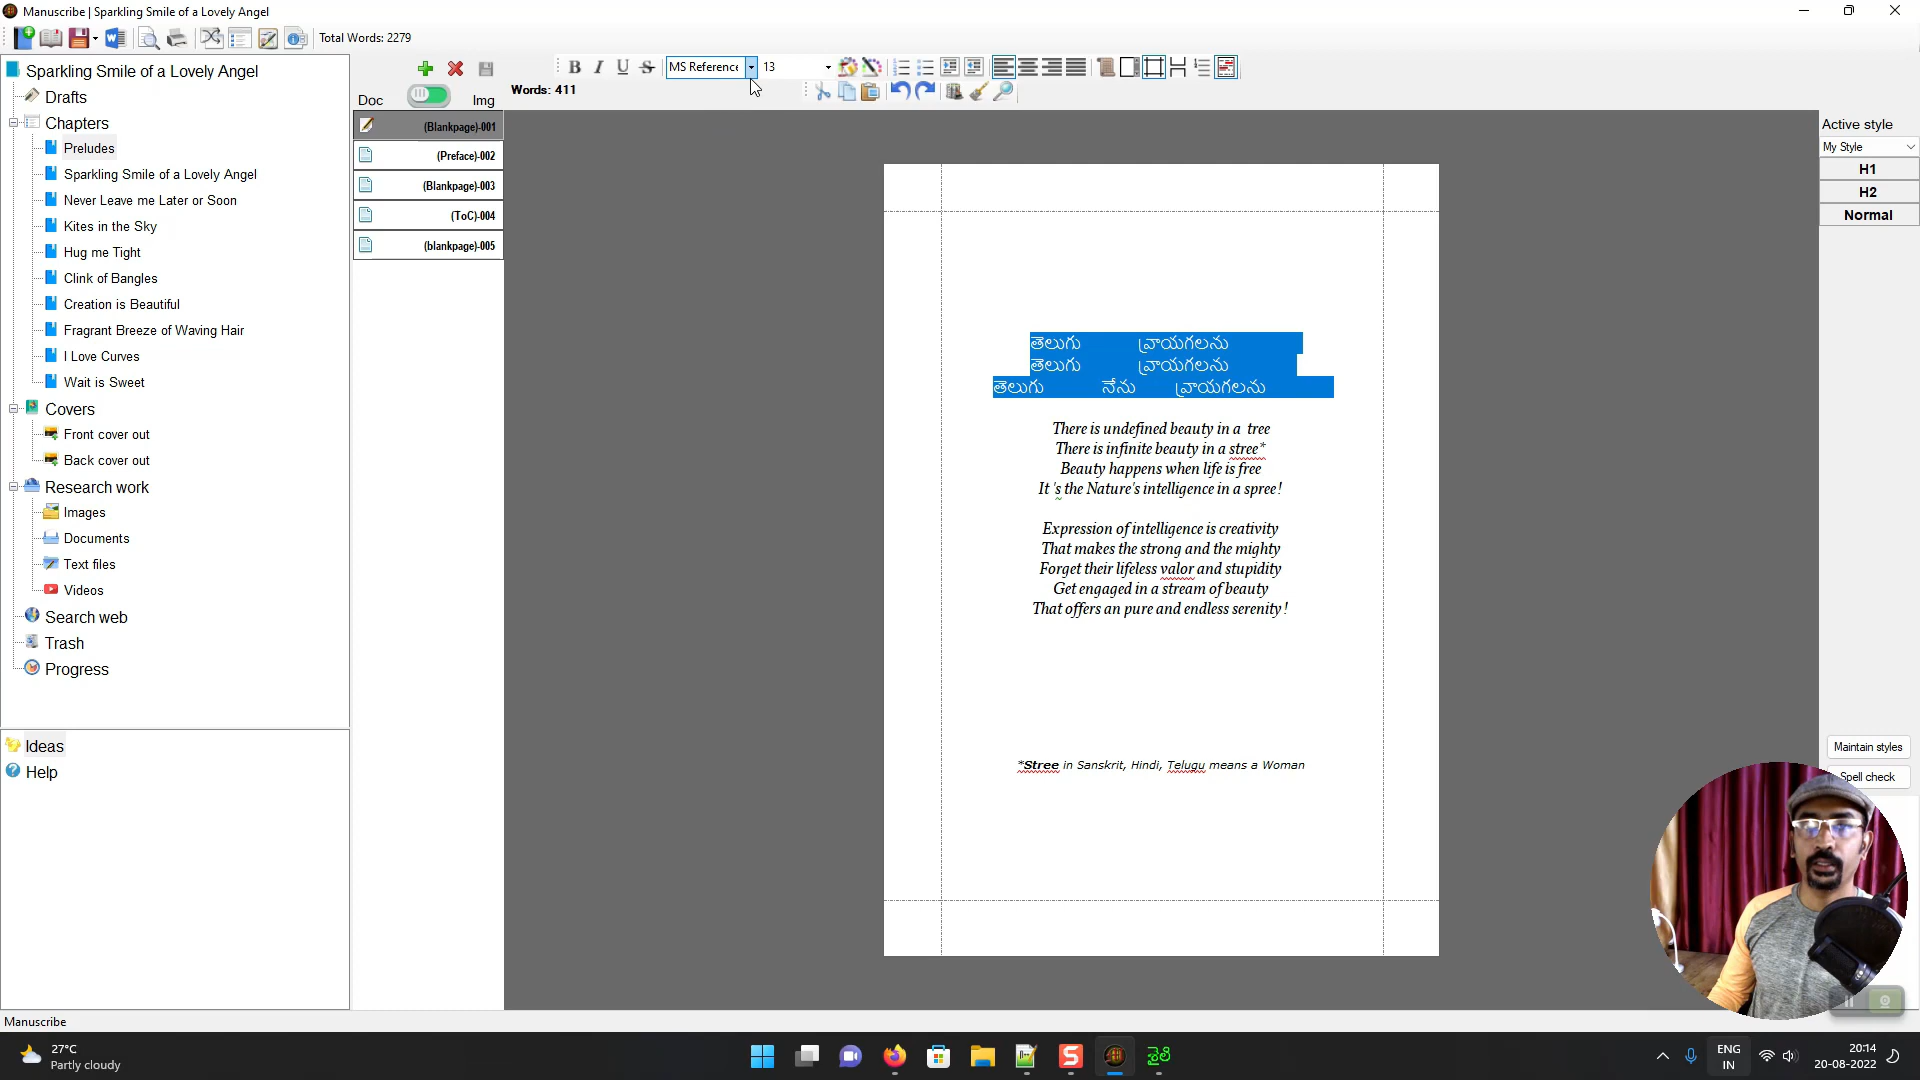 Manuscribe | Sparkling Smile of a Lovely Angel
Total Words: 2279
Sparkling Smile of a Lovely Angel
Drafts
Chapters
Preludes
Sparkling Smile of a Lovely Angel
Never Leave me Later or Soon
Kites in the Sky
Hug me Tight
Clink of Bangles
Creation is Beautiful
Fragrant Breeze of Waving Hair
I Love Curves
Wait is Sweet
Covers
Front cover out
Back cover out
Research work
Images
Documents
Text files
Videos
Search web
Trash
Progress
Ideas
Help
Manuscribe
Doc Img
(Blankpage)-001
(Preface)-002
(Blankpage)-003
(ToC)-004
(blankpage)-005
B I U S MS Reference 13
Words: 411
తెలుగు వ్రాయగలను
తెలుగు వ్రాయగలను
తెలుగు నేను వ్రాయగలను
There is undefined beauty in a tree
There is infinite beauty in a stree*
Beauty happens when life is free
It 's the Nature's intelligence in a spree!
Expression of intelligence is creativity
That makes the strong and the mighty
Forget their lifeless valor and stupidity
Get engaged in a stream of beauty
That offers an pure and endless serenity!
*Stree in Sanskrit, Hindi, Telugu means a Woman
Active style
My Style
H1
H2
Normal
Maintain styles
Spell check
27°C
Partly cloudy
శైలి
ENG
IN
20:14
20-08-2022